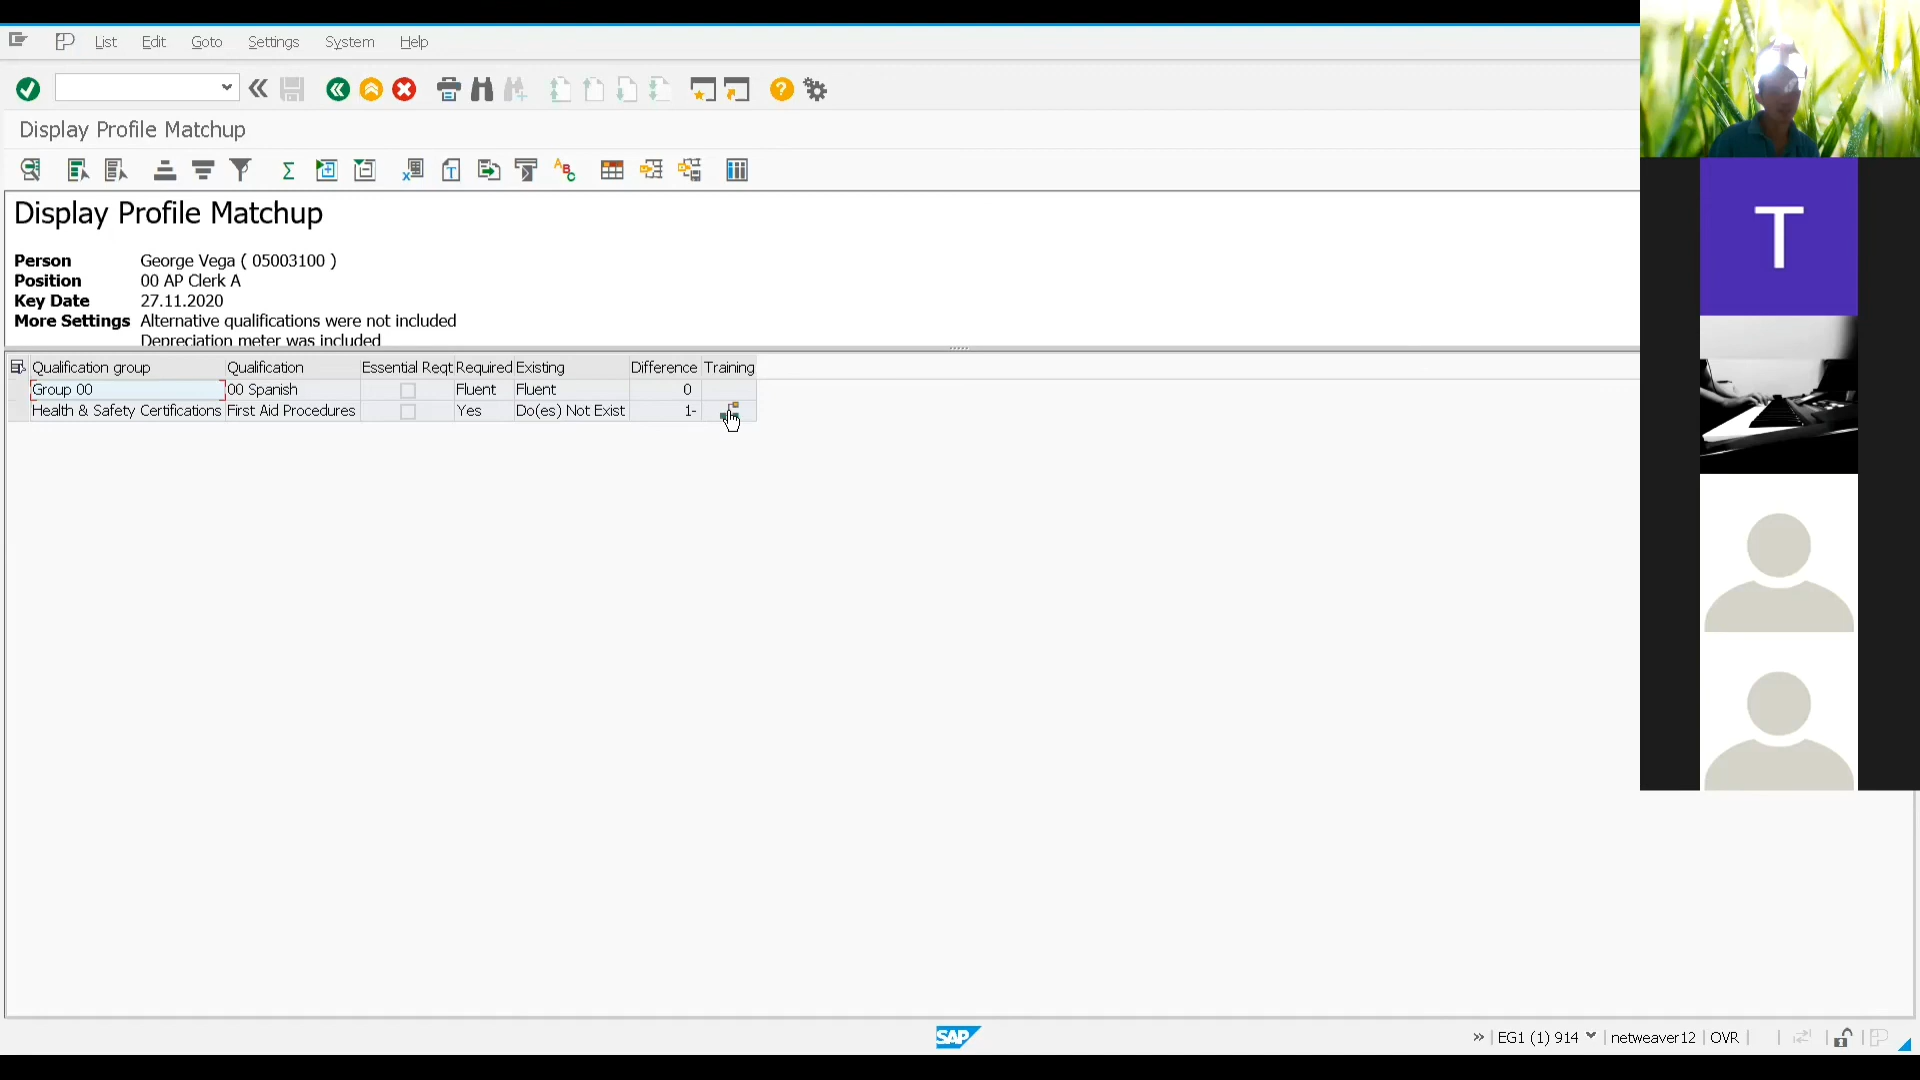 List Edit Goto Settings System Help
Display Profile Matchup
Display Profile Matchup
Person George Vega ( 05003100 )
Position 00 AP Clerk A
Key Date 27.11.2020
More Settings Alternative qualifications were not included
Depreciation meter was included
Qualification group Qualification Essential Reqt Required Existing Difference Training
Group 00 00 Spanish Fluent Fluent 0
Health & Safety Certifications First Aid Procedures Yes Do(es) Not Exist 1-
T
SAP
EG1 (1) 914 netweaver12 OVR